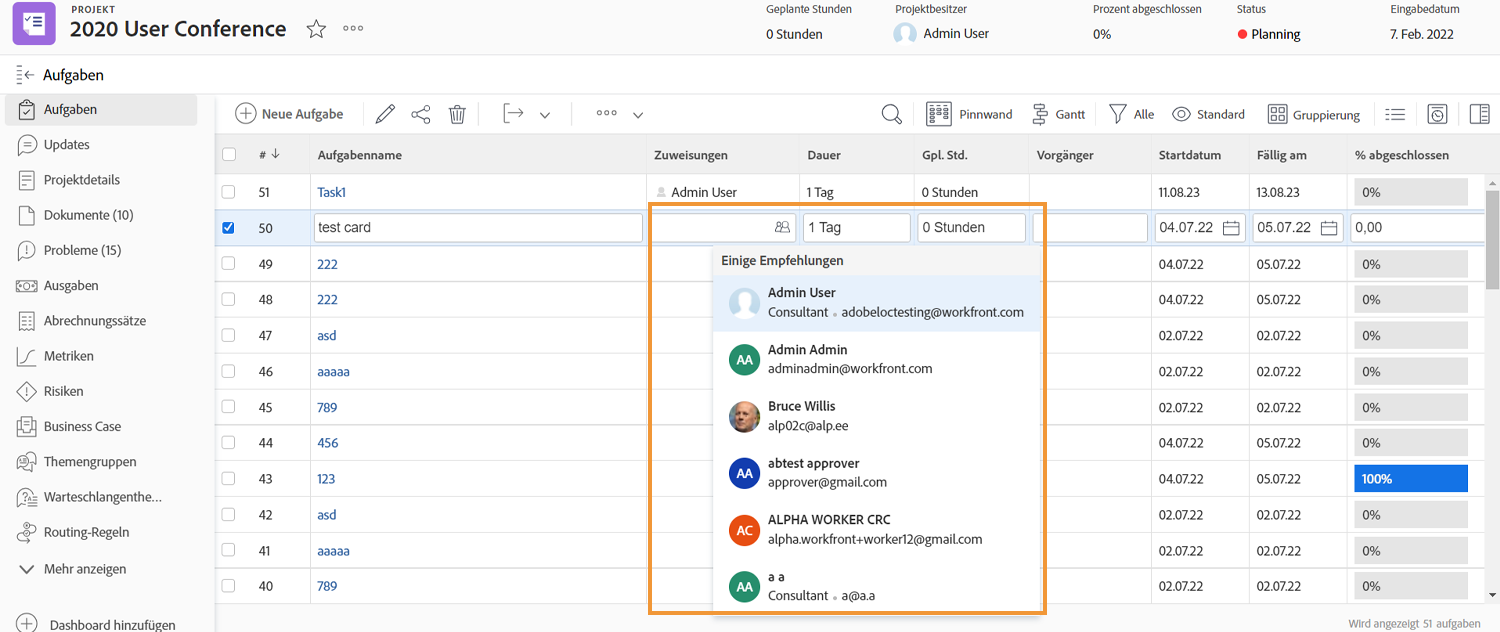 PROJEKT
2020 User Conference
Geplante Stunden
0 Stunden
Projektbesitzer
Admin User
Prozent abgeschlossen
0%
Status
Planning
Eingabedatum
7. Feb. 2022
Aufgaben
Aufgaben
Updates
Projektdetails
Dokumente (10)
Probleme (15)
Ausgaben
Abrechnungssätze
Metriken
Risiken
Business Case
Themengruppen
Warteschlangenthe...
Routing-Regeln
Mehr anzeigen
Dashboard hinzufügen
Neue Aufgabe Pinnwand Gantt Alle Standard Gruppierung
# Aufgabenname Zuweisungen Dauer Gpl. Std. Vorgänger Startdatum Fällig am % abgeschlossen
51 Task1 Admin User 1 Tag 0 Stunden 11.08.23 13.08.23 0%
50 test card 1 Tag 0 Stunden 04.07.22 05.07.22 0,00
49 222 04.07.22 05.07.22 0%
48 222 04.07.22 05.07.22 0%
47 asd 02.07.22 02.07.22 0%
46 aaaaa 02.07.22 02.07.22 0%
45 789 02.07.22 02.07.22 0%
44 456 04.07.22 05.07.22 0%
43 123 04.07.22 05.07.22 100%
42 asd 02.07.22 02.07.22 0%
41 aaaaa 02.07.22 02.07.22 0%
40 789 02.07.22 02.07.22 0%
Einige Empfehlungen
Admin User
Consultant adobeloctesting@workfront.com
AA
Admin Admin
adminadmin@workfront.com
Bruce Willis
alp02c@alp.ee
AA
abtest approver
approver@gmail.com
AC
ALPHA WORKER CRC
alpha.workfront+worker12@gmail.com
AA
a a
Consultant a@a.a
Wird angezeigt 51 aufgaben